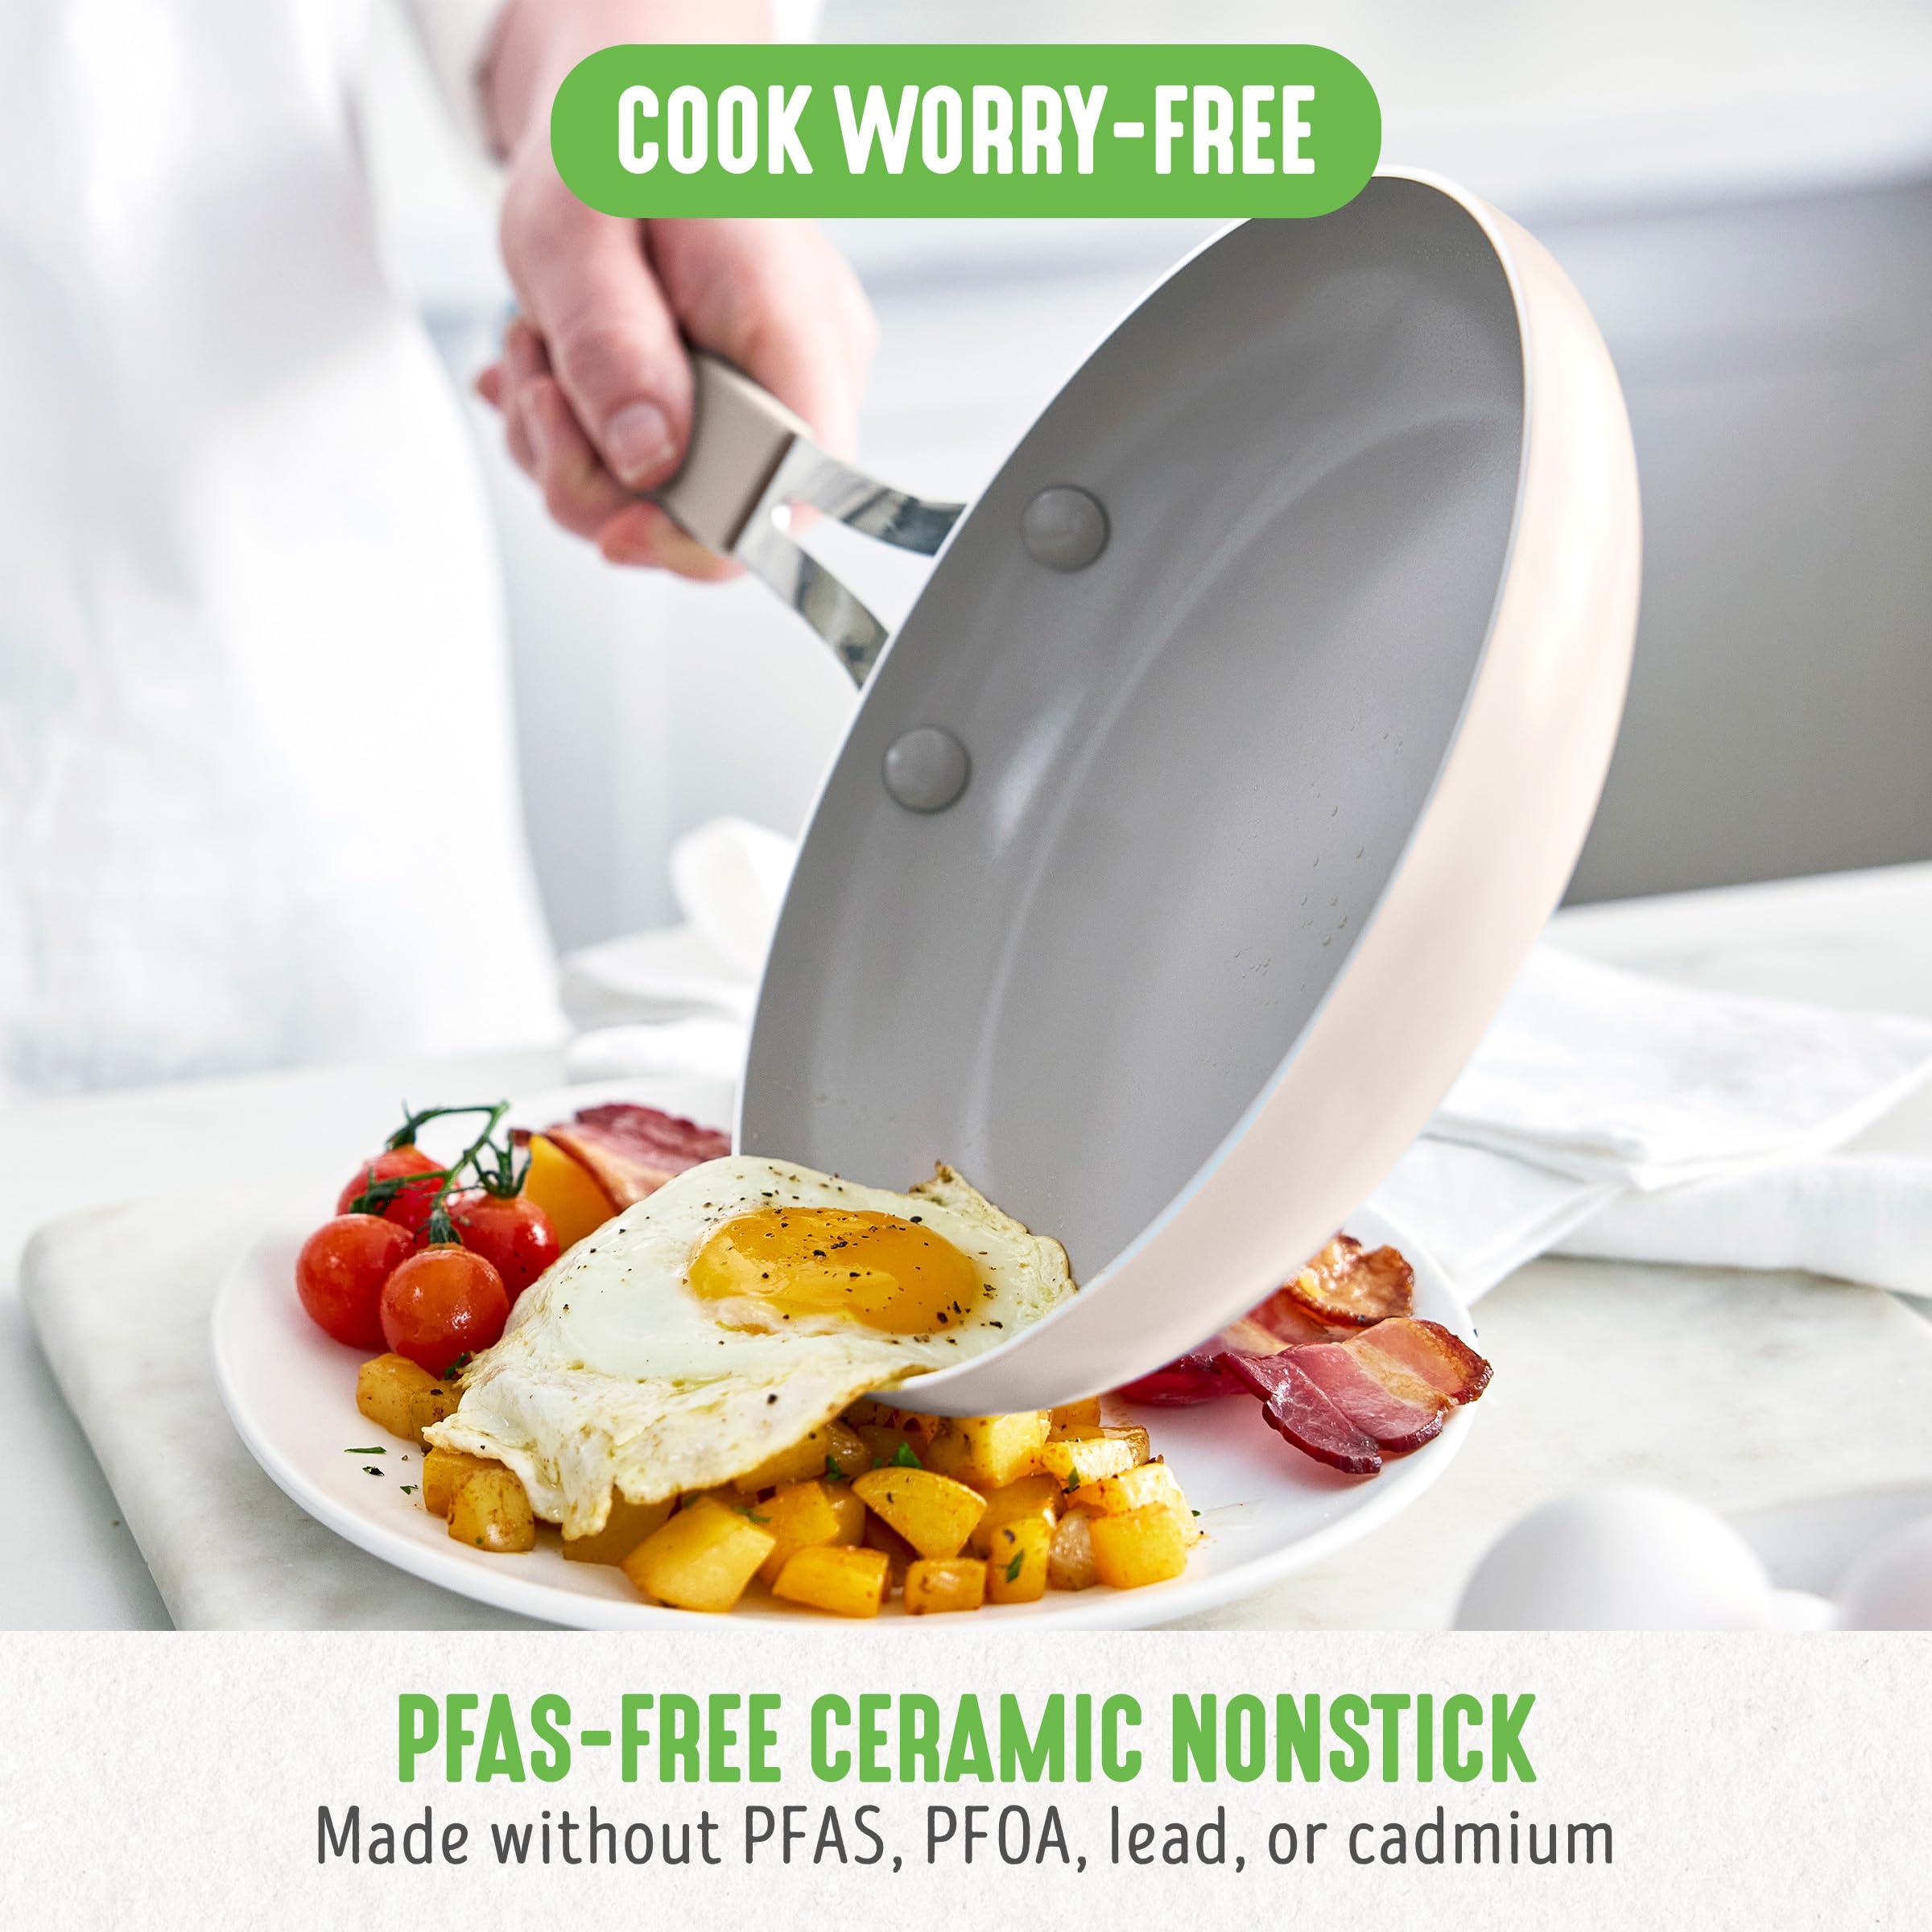 COOK WORRY-FREE
PFAS-FREE CERAMIC NONSTICK
Made without PFAS, PFOA, lead, or cadmium